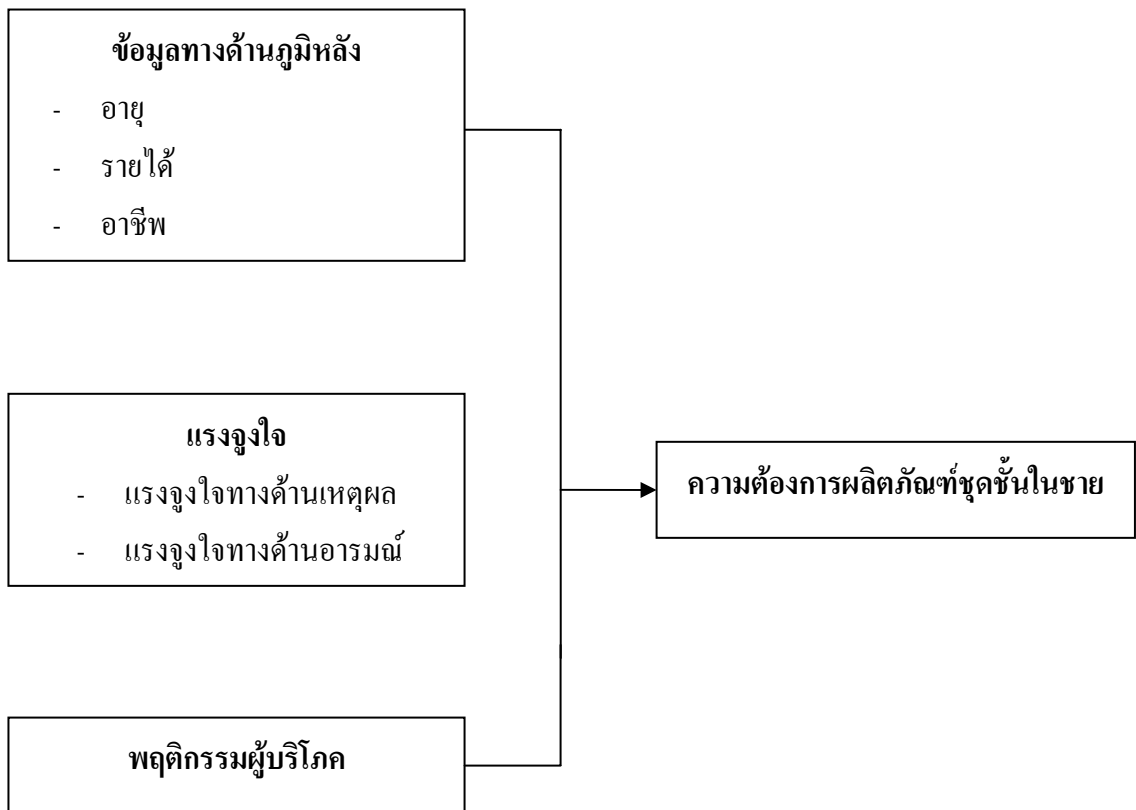 ข้อมูลทางด้านภูมิหลัง
- อายุ
- รายได้
- อาชีพ
แรงจูงใจ
- แรงจูงใจทางด้านเหตุผล
- แรงจูงใจทางด้านอารมณ์
ความต้องการผลิตภัณฑ์ชุดชั้นในชาย
พฤติกรรมผู้บริโภค